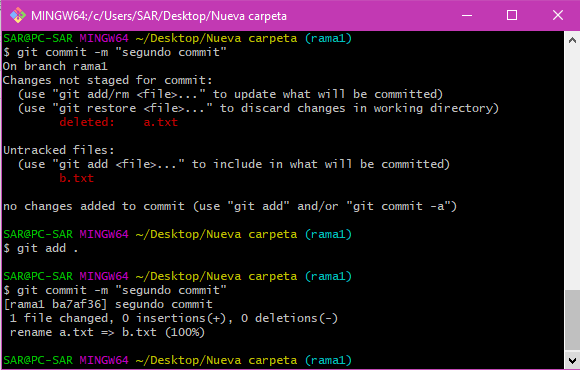 MINGW64:/c/Users/SAR/Desktop/Nueva carpeta
SAR@PC-SAR MINGW64 ~/Desktop/Nueva carpeta (rama1)
$ git commit -m "segundo commit"
On branch rama1
Changes not staged for commit:
  (use "git add/rm <file>..." to update what will be committed)
  (use "git restore <file>..." to discard changes in working directory)
        deleted:    a.txt

Untracked files:
  (use "git add <file>..." to include in what will be committed)
        b.txt

no changes added to commit (use "git add" and/or "git commit -a")

SAR@PC-SAR MINGW64 ~/Desktop/Nueva carpeta (rama1)
$ git add .

SAR@PC-SAR MINGW64 ~/Desktop/Nueva carpeta (rama1)
$ git commit -m "segundo commit"
[rama1 ba7af36] segundo commit
 1 file changed, 0 insertions(+), 0 deletions(-)
 rename a.txt => b.txt (100%)

SAR@PC-SAR MINGW64 ~/Desktop/Nueva carpeta (rama1)